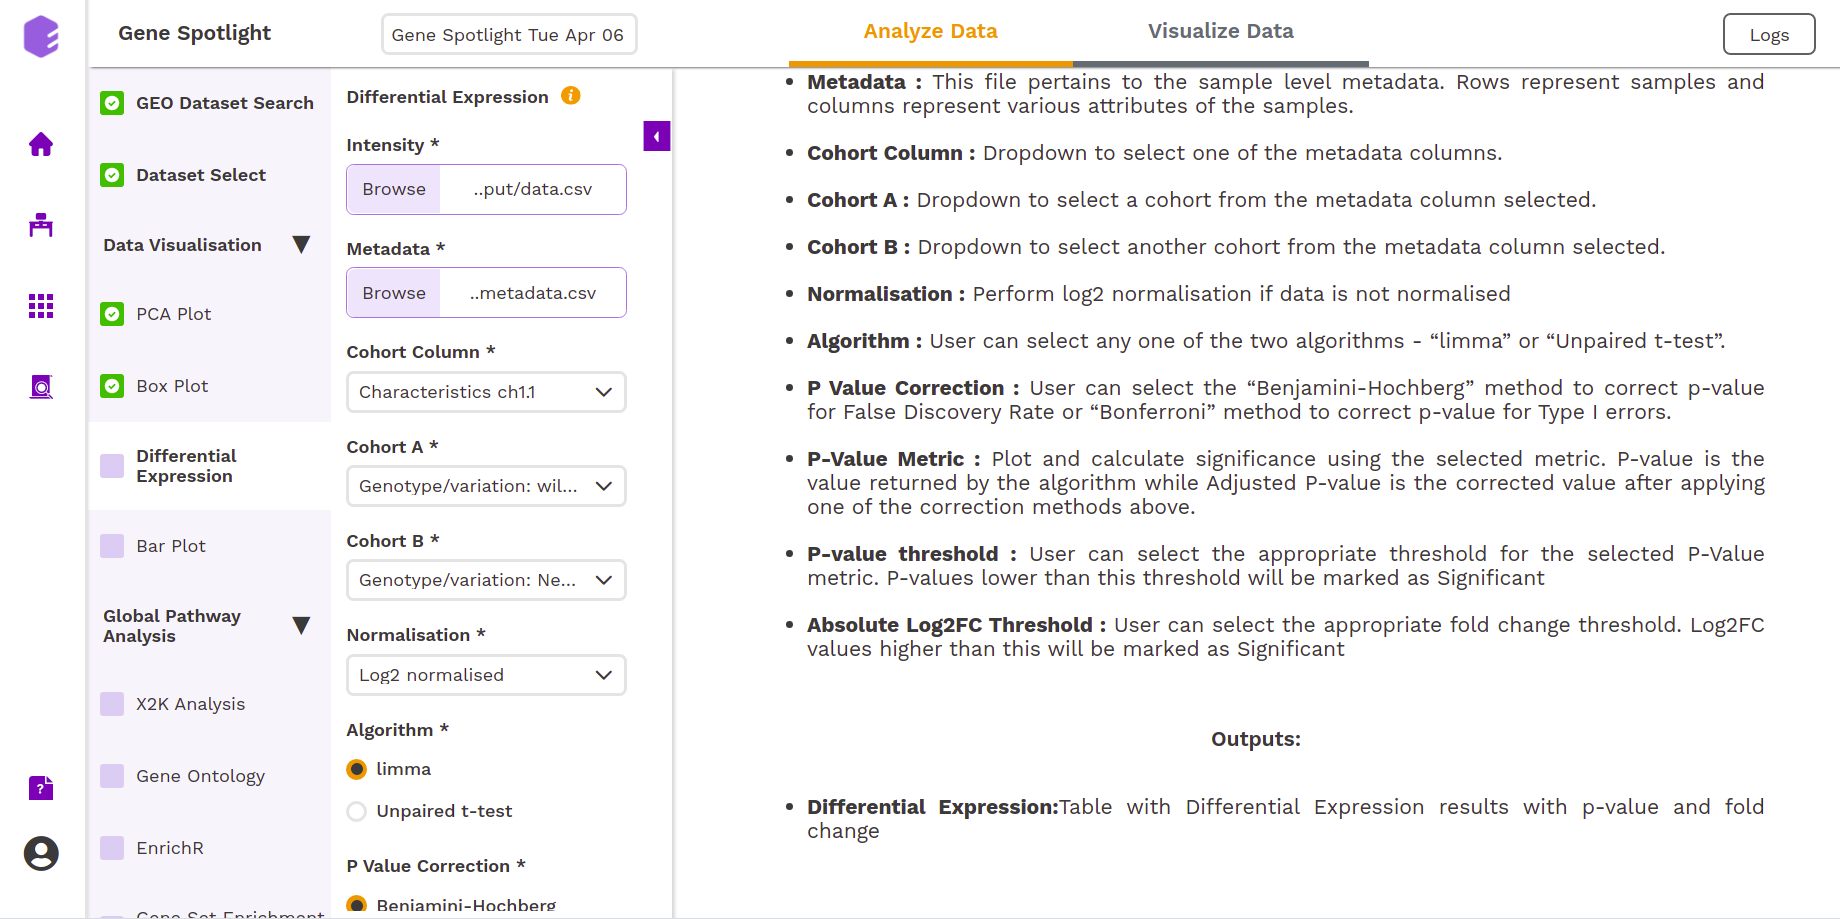 Gene Spotlight
Gene Spotlight Tue Apr 06
Analyze Data
Visualize Data
Logs
GEO Dataset Search
Dataset Select
Data Visualisation
PCA Plot
Box Plot
Differential
Expression
Bar Plot
Global Pathway
Analysis
X2K Analysis
Gene Ontology
EnrichR
Gene Set Enrichment
Differential Expression
Intensity *
Browse ..put/data.csv
Metadata *
Browse ..metadata.csv
Cohort Column *
Characteristics ch1.1
Cohort A *
Genotype/variation: wil...
Cohort B *
Genotype/variation: Ne...
Normalisation *
Log2 normalised
Algorithm *
limma
Unpaired t-test
P Value Correction *
Benjamini-Hochberg
• Metadata : This file pertains to the sample level metadata. Rows represent samples and
columns represent various attributes of the samples.
• Cohort Column : Dropdown to select one of the metadata columns.
• Cohort A : Dropdown to select a cohort from the metadata column selected.
• Cohort B : Dropdown to select another cohort from the metadata column selected.
• Normalisation : Perform log2 normalisation if data is not normalised
• Algorithm : User can select any one of the two algorithms - “limma” or “Unpaired t-test”.
• P Value Correction : User can select the “Benjamini-Hochberg” method to correct p-value
for False Discovery Rate or “Bonferroni” method to correct p-value for Type I errors.
• P-Value Metric : Plot and calculate significance using the selected metric. P-value is the
value returned by the algorithm while Adjusted P-value is the corrected value after applying
one of the correction methods above.
• P-value threshold : User can select the appropriate threshold for the selected P-Value
metric. P-values lower than this threshold will be marked as Significant
• Absolute Log2FC Threshold : User can select the appropriate fold change threshold. Log2FC
values higher than this will be marked as Significant
Outputs:
• Differential Expression:Table with Differential Expression results with p-value and fold
change